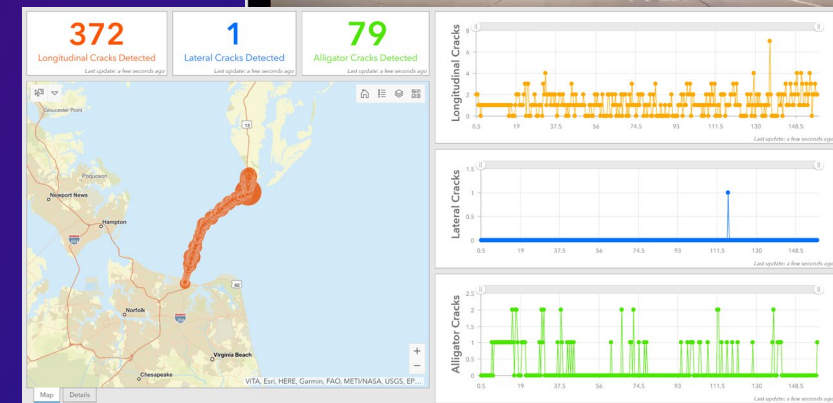 372
Longitudinal Cracks Detected
Last update: a few seconds ago
1
Lateral Cracks Detected
Last update: a few seconds ago
79
Alligator Cracks Detected
Last update: a few seconds ago
Gloucester Point
13
Poquoson
Newport News
Hampton
60
Norfolk
Virginia Beach
Chesapeake
+
−
VITA, Esri, HERE, Garmin, FAO, METI/NASA, USGS, EP...
Map
Details
Longitudinal Cracks
8
6
4
2
0
0.5 19 37.5 56 74.5 93 111.5 130 148.5
Last update: a few seconds ago
Lateral Cracks
1.5
1
0.5
0
0.5 19 37.5 56 74.5 93 111.5 130 148.5
Last update: a few seconds ago
Alligator Cracks
2.5
2
1.5
1
0.5
0
0.5 19 37.5 56 74.5 93 111.5 130 148.5
Last update: a few seconds ago